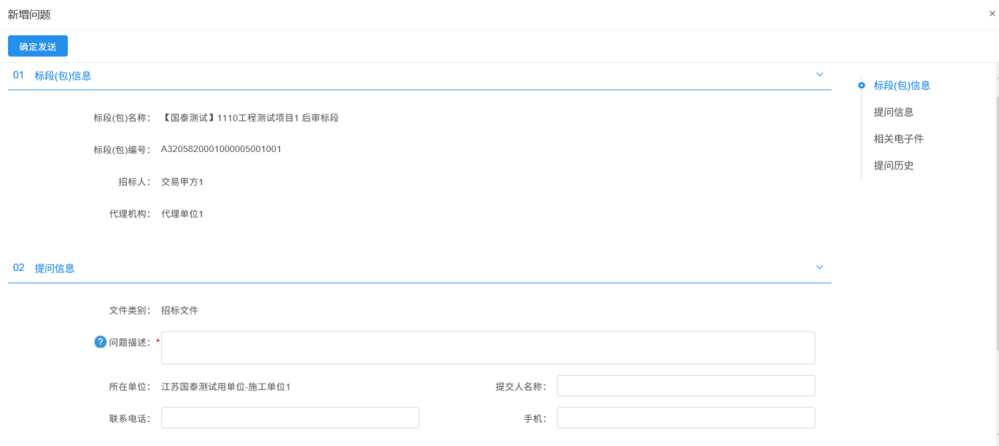 新增问题 ×
确定发送
01 标段(包)信息
标段(包)信息
提问信息
相关电子件
提问历史
标段(包)名称： 【国泰测试】1110工程测试项目1 后审标段
标段(包)编号： A3205820001000005001001
招标人： 交易甲方1
代理机构： 代理单位1
02 提问信息
文件类别： 招标文件
? 问题描述：*
所在单位： 江苏国泰测试用单位-施工单位1 提交人名称：
联系电话： 手机：